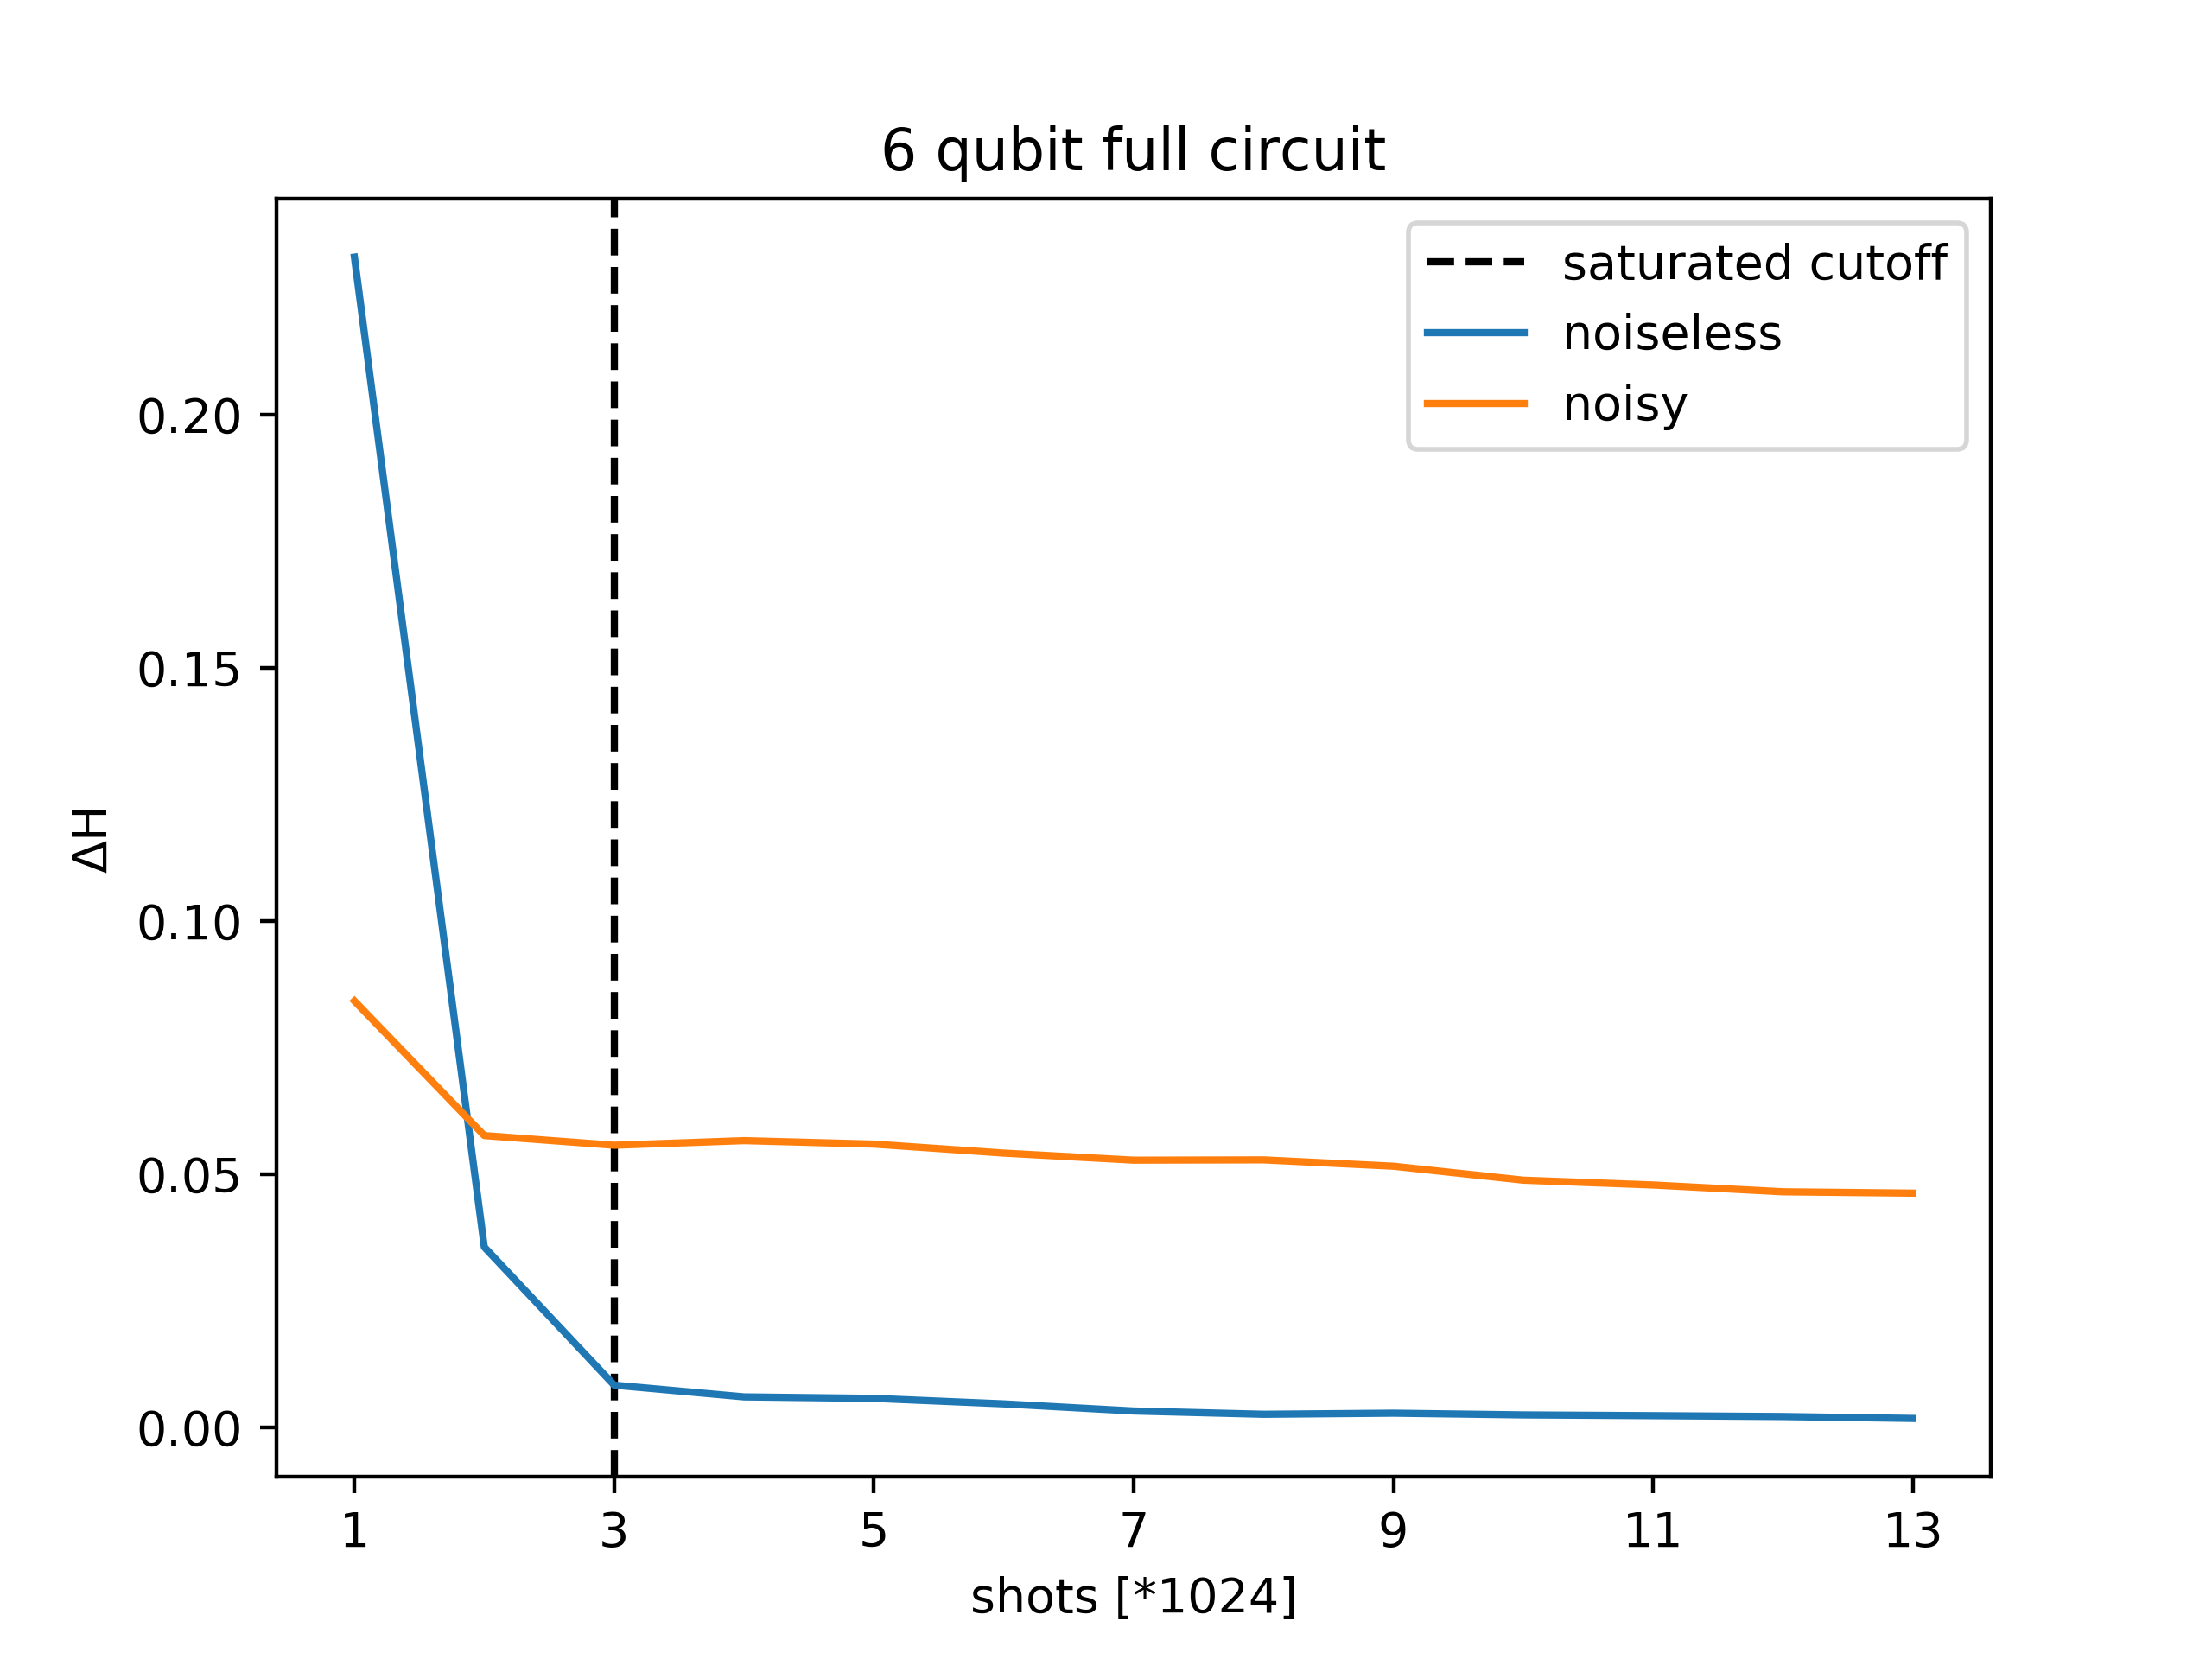 6 qubit full circuit
saturated cutoff
noiseless
noisy
0.20
0.15
0.10
0.05
0.00
ΔH
1 3 5 7 9 11 13
shots [*1024]